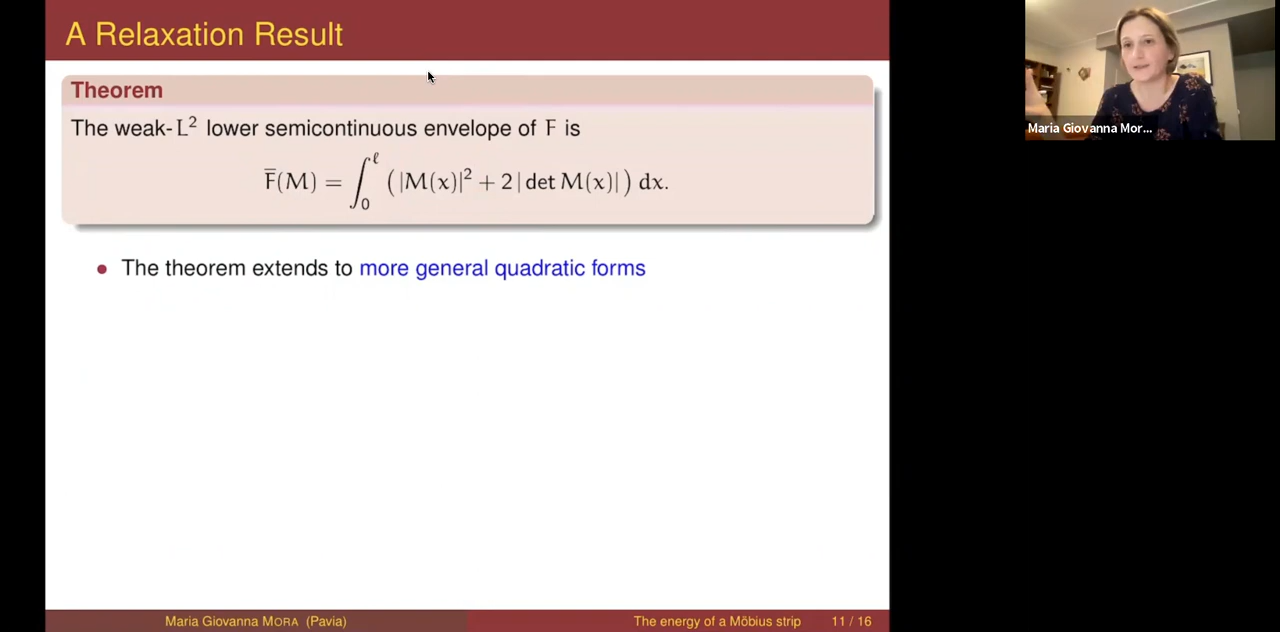 A Relaxation Result
Theorem
The weak-L² lower semicontinuous envelope of F is
F̅(M) = ∫₀^ℓ (|M(x)|² + 2|det M(x)|) dx.
• The theorem extends to more general quadratic forms
Maria Giovanna MORA (Pavia)
The energy of a Möbius strip
11 / 16
Maria Giovanna Mor...